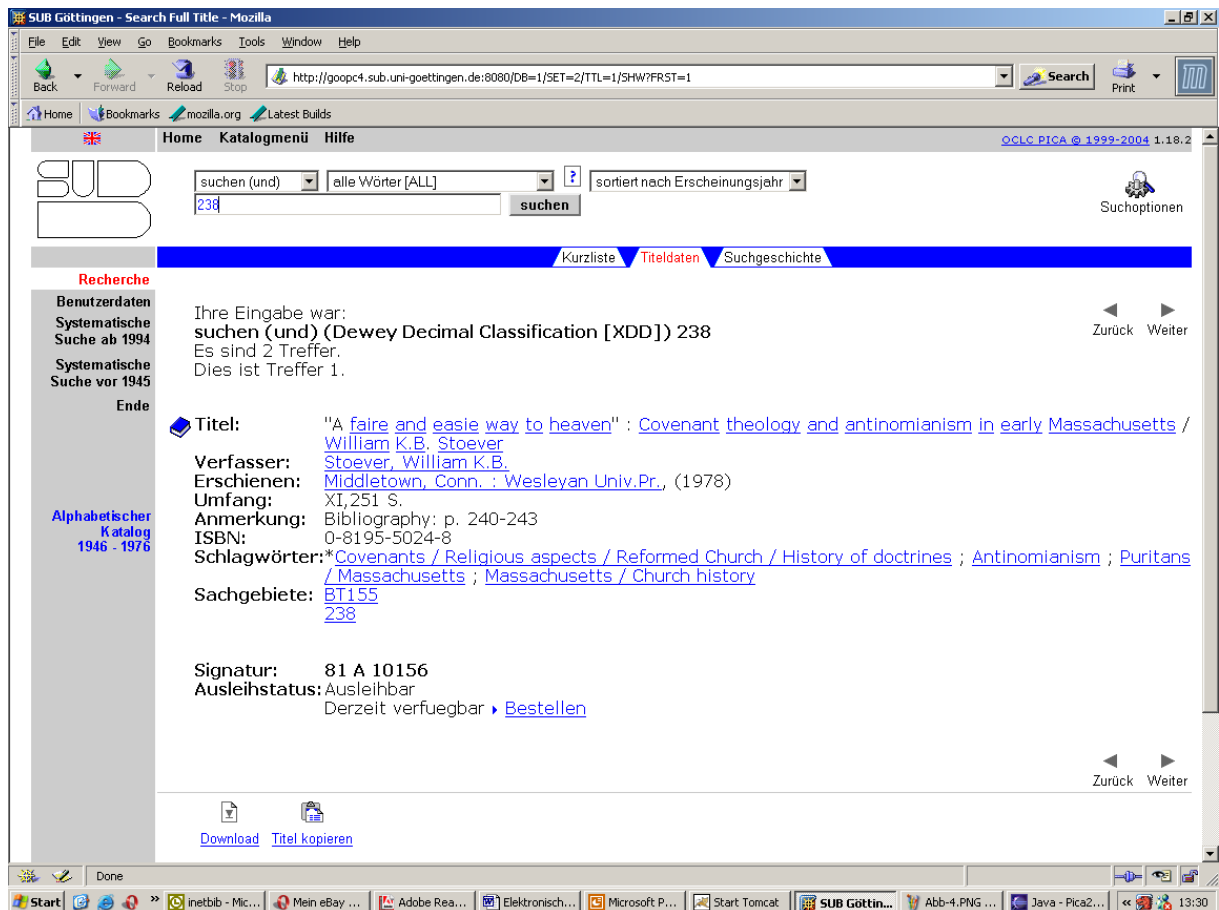 SUB Göttingen - Search Full Title - Mozilla
File Edit View Go Bookmarks Tools Window Help
Back Forward Reload Stop http://goopc4.sub.uni-goettingen.de:8080/DB=1/SET=2/TTL=1/SHW?FRST=1 Search Print
Home Bookmarks mozilla.org Latest Builds
Home Katalogmenü Hilfe OCLC PICA © 1999-2004 1.18.2
SUB
suchen (und) alle Wörter [ALL] ? sortiert nach Erscheinungsjahr
238 suchen
Suchoptionen
Kurzliste Titeldaten Suchgeschichte
Recherche
Benutzerdaten
Systematische
Suche ab 1994
Systematische
Suche vor 1945
Ende
Alphabetischer
Katalog
1946 - 1976
Ihre Eingabe war:
suchen (und) (Dewey Decimal Classification [XDD]) 238
Es sind 2 Treffer.
Dies ist Treffer 1.
Zurück Weiter
Titel: "A faire and easie way to heaven" : Covenant theology and antinomianism in early Massachusetts /
William K.B. Stoever
Verfasser: Stoever, William K.B.
Erschienen: Middletown, Conn. : Wesleyan Univ.Pr., (1978)
Umfang: XI,251 S.
Anmerkung: Bibliography: p. 240-243
ISBN: 0-8195-5024-8
Schlagwörter:*Covenants / Religious aspects / Reformed Church / History of doctrines ; Antinomianism ; Puritans
/ Massachusetts ; Massachusetts / Church history
Sachgebiete: BT155
238
Signatur: 81 A 10156
Ausleihstatus: Ausleihbar
Derzeit verfuegbar Bestellen
Zurück Weiter
Download Titel kopieren
Done
Start » inetbib - Mic... Mein eBay ... Adobe Rea... Elektronisch... Microsoft P... Start Tomcat SUB Göttin... Abb-4.PNG ... Java - Pica2... « 13:30